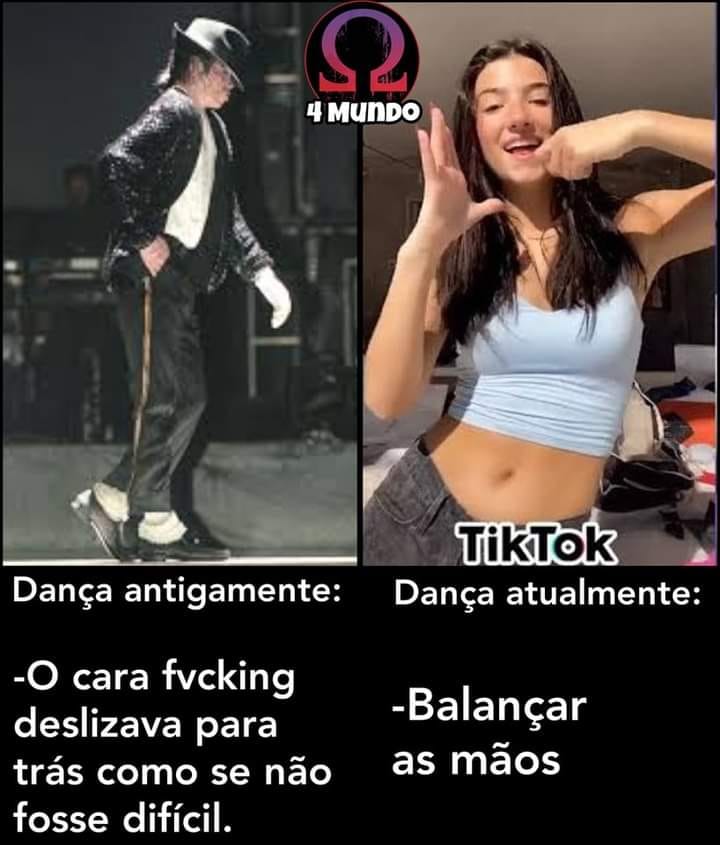 4 MUNDO
TikTok
Dança antigamente:
-O cara fvcking
deslizava para
trás como se não
fosse difícil.
Dança atualmente:
-Balançar
as mãos